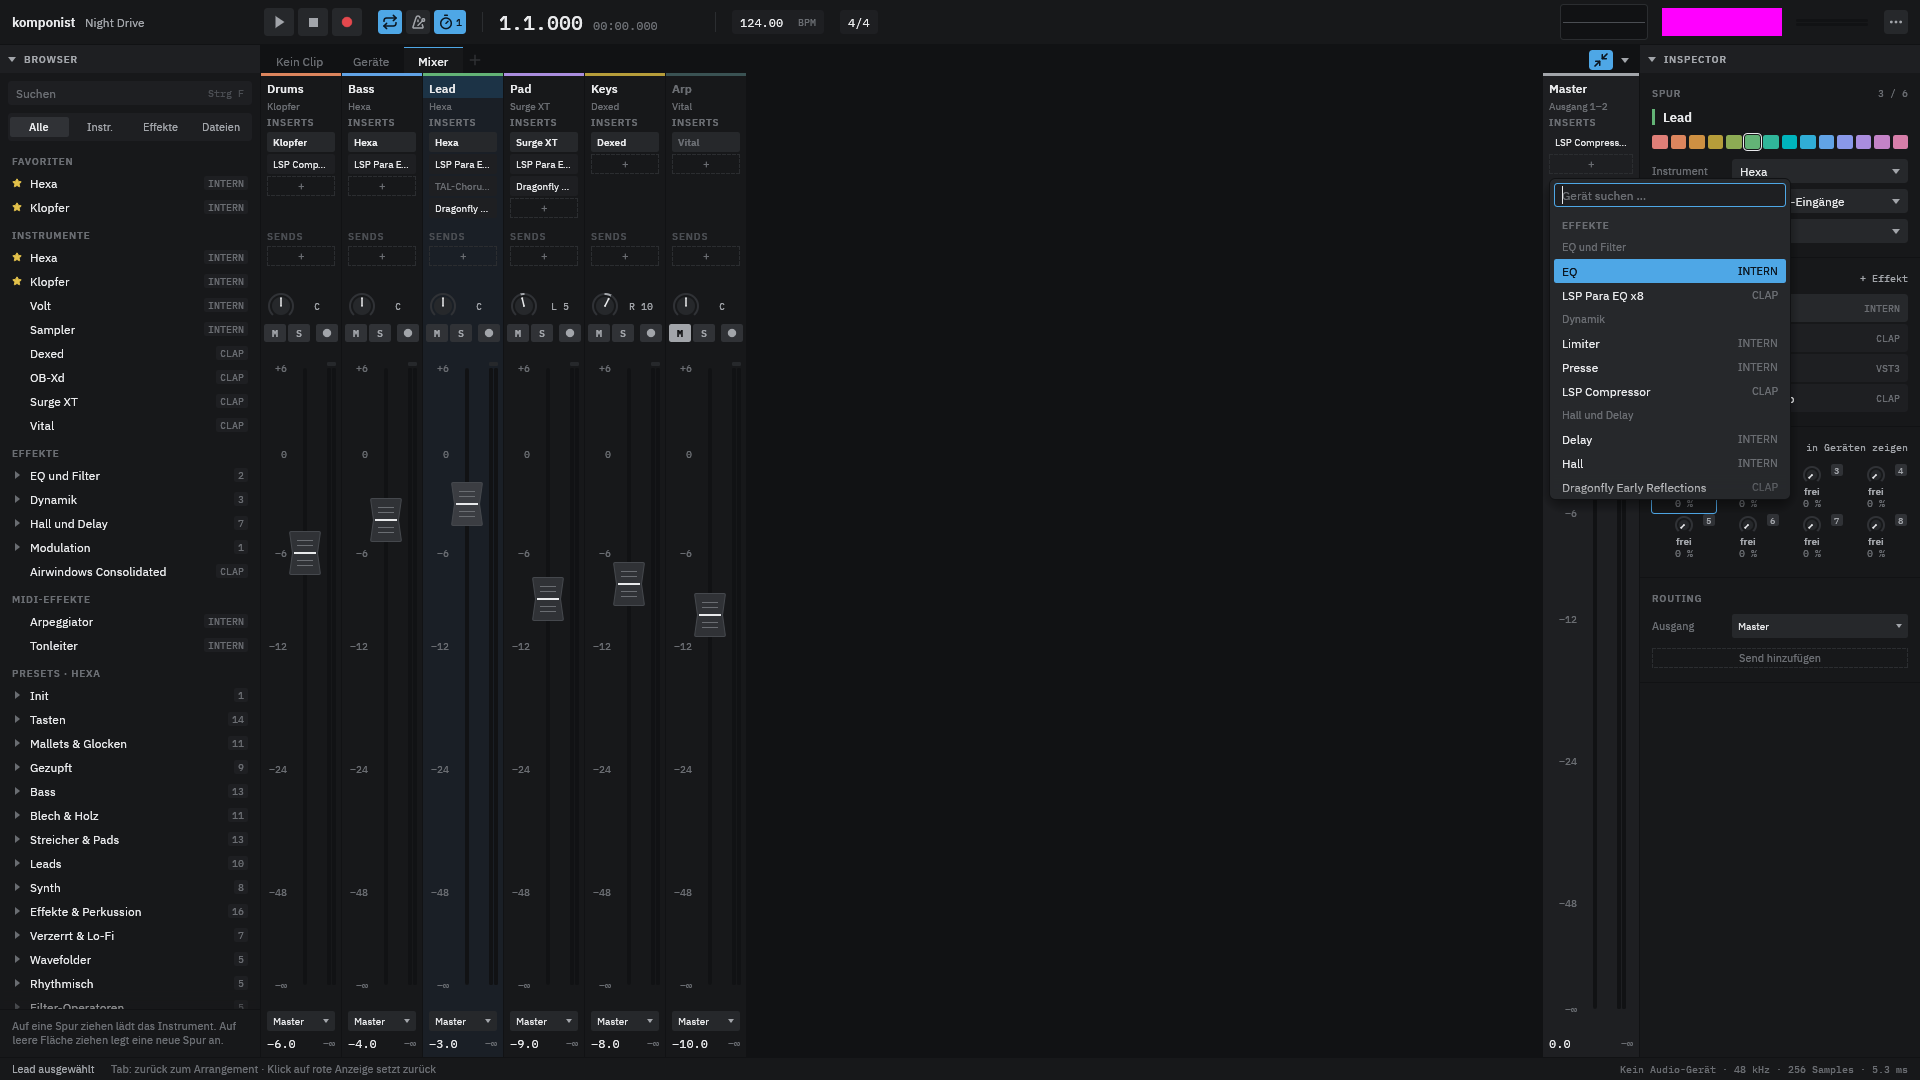 komponist Night Drive
1
1.1.000 00:00.000
124.00 BPM
4/4
BROWSER
Suchen Strg F
Alle Instr. Effekte Dateien
FAVORITEN
Hexa INTERN
Klopfer INTERN
INSTRUMENTE
Hexa INTERN
Klopfer INTERN
Volt INTERN
Sampler INTERN
Dexed CLAP
OB-Xd CLAP
Surge XT CLAP
Vital CLAP
EFFEKTE
EQ und Filter 2
Dynamik 3
Hall und Delay 7
Modulation 1
Airwindows Consolidated CLAP
MIDI-EFFEKTE
Arpeggiator INTERN
Tonleiter INTERN
PRESETS · HEXA
Init 1
Tasten 14
Mallets & Glocken 11
Gezupft 9
Bass 13
Blech & Holz 11
Streicher & Pads 13
Leads 10
Synth 8
Effekte & Perkussion 16
Verzerrt & Lo-Fi 7
Wavefolder 5
Rhythmisch 5
Filter-Operatoren 5
Auf eine Spur ziehen lädt das Instrument. Auf
leere Fläche ziehen legt eine neue Spur an.
Kein Clip Geräte Mixer +
Drums Bass Lead Pad Keys Arp
Klopfer Hexa Hexa Surge XT Dexed Vital
INSERTS INSERTS INSERTS INSERTS INSERTS INSERTS
Klopfer Hexa Hexa Surge XT Dexed Vital
LSP Comp... LSP Para E... LSP Para E... LSP Para E... + +
+ + TAL-Choru... Dragonfly ...
Dragonfly ... +
SENDS SENDS SENDS SENDS SENDS SENDS
+ + + + + +
C C C L 5 R 10 C
M S M S M S M S M S M S
+6 +6 +6 +6 +6 +6
0 0 0 0 0 0
−6 −6 −6 −6 −6 −6
−12 −12 −12 −12 −12 −12
−24 −24 −24 −24 −24 −24
−48 −48 −48 −48 −48 −48
−∞ −∞ −∞ −∞ −∞ −∞
Master Master Master Master Master Master
−6.0 −∞ −4.0 −∞ −3.0 −∞ −9.0 −∞ −8.0 −∞ −10.0 −∞
Master
Ausgang 1–2
INSERTS
LSP Compress...
+
Gerät suchen ...
EFFEKTE
EQ und Filter
EQ INTERN
LSP Para EQ x8 CLAP
Dynamik
Limiter INTERN
Presse INTERN
LSP Compressor CLAP
Hall und Delay
Delay INTERN
Hall INTERN
Dragonfly Early Reflections CLAP
−6
−12
−24
−48
−∞
0.0 −∞
INSPECTOR
SPUR 3 / 6
Lead
Instrument Hexa
-Eingänge
+ Effekt
INTERN
CLAP
VST3
CLAP
in Geräten zeigen
3 4
frei frei
0 % 0 % 0 % 0 %
5 6 7 8
frei frei frei frei
0 % 0 % 0 % 0 %
ROUTING
Ausgang Master
Send hinzufügen
Lead ausgewählt Tab: zurück zum Arrangement · Klick auf rote Anzeige setzt zurück
Kein Audio-Gerät · 48 kHz · 256 Samples · 5.3 ms